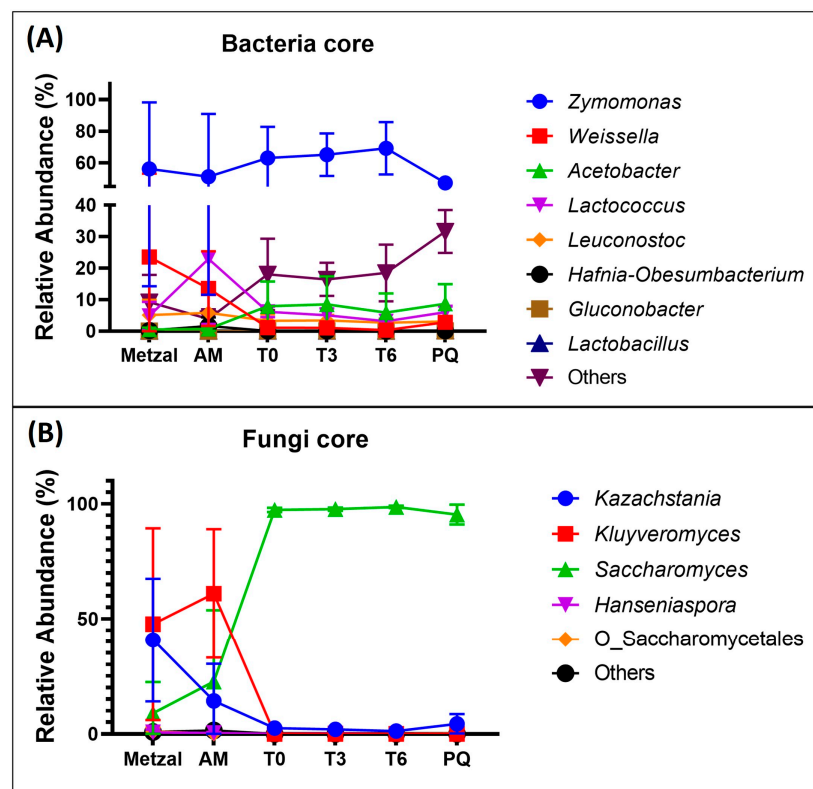 (A)
Bacteria core
Relative Abundance (%)
100
80
60
40
30
20
10
0
Metzal AM T0 T3 T6 PQ
Zymomonas
Weissella
Acetobacter
Lactococcus
Leuconostoc
Hafnia-Obesumbacterium
Gluconobacter
Lactobacillus
Others
(B)
Fungi core
Relative Abundance (%)
100
50
0
Metzal AM T0 T3 T6 PQ
Kazachstania
Kluyveromyces
Saccharomyces
Hanseniaspora
O_Saccharomycetales
Others